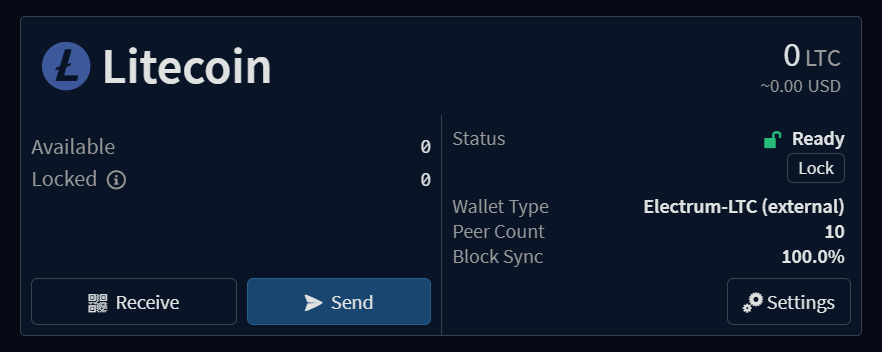 Litecoin
0 LTC
~0.00 USD
Available 0
Locked 0
Status Ready
Lock
Wallet Type Electrum-LTC (external)
Peer Count 10
Block Sync 100.0%
Receive
Send
Settings